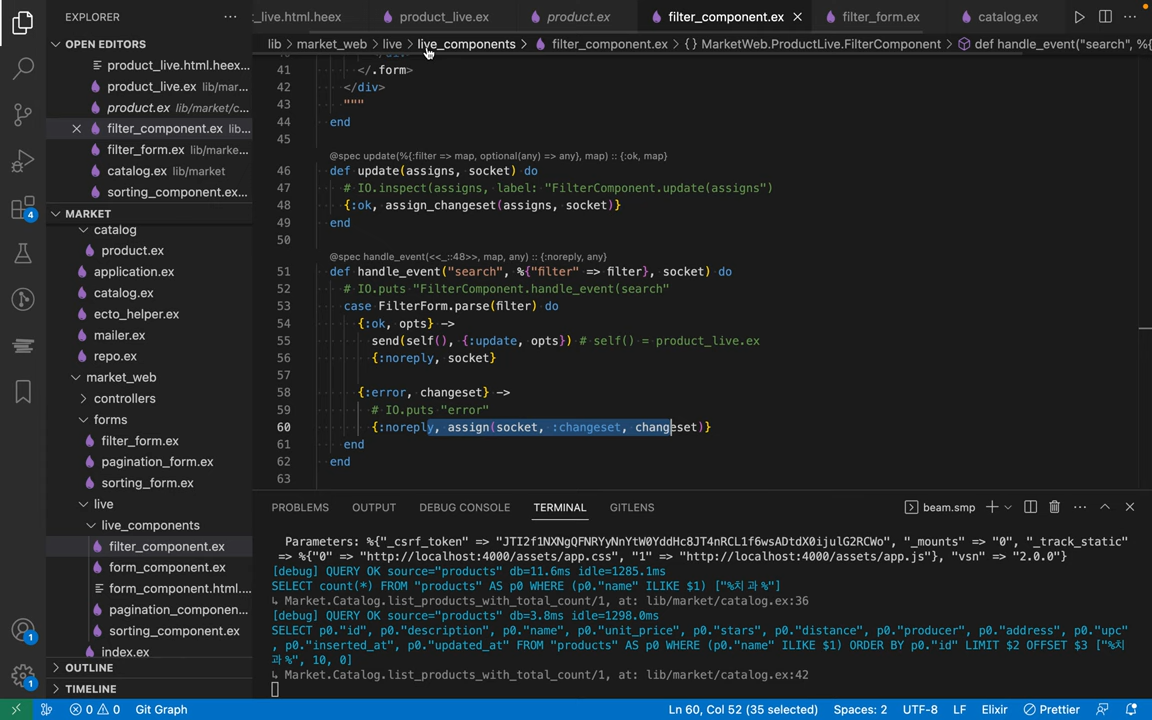 EXPLORER
_live.html.heex
product_live.ex
product.ex
filter_component.ex
filter_form.ex
catalog.ex
OPEN EDITORS
product_live.html.heex...
product_live.ex lib/mar...
product.ex lib/market/c...
filter_component.ex lib...
filter_form.ex lib/marke...
catalog.ex lib/market
sorting_component.ex...
MARKET
catalog
product.ex
application.ex
catalog.ex
ecto_helper.ex
mailer.ex
repo.ex
market_web
controllers
forms
filter_form.ex
pagination_form.ex
sorting_form.ex
live
live_components
filter_component.ex
form_component.ex
form_component.html....
pagination_componen...
sorting_component.ex
index.ex
OUTLINE
TIMELINE
4
1
1
lib > market_web > live > live_components > filter_component.ex > {} MarketWeb.ProductLive.FilterComponent > def handle_event("search", %{
41 </.form>
42 </div>
43 """
44 end
45
@spec update(%{:filter => map, optional(any) => any}, map) :: {:ok, map}
46 def update(assigns, socket) do
47 # IO.inspect(assigns, label: "FilterComponent.update(assigns")
48 {:ok, assign_changeset(assigns, socket)}
49 end
50
@spec handle_event(<<_::48>>, map, any) :: {:noreply, any}
51 def handle_event("search", %{"filter" => filter}, socket) do
52 # IO.puts "FilterComponent.handle_event(search"
53 case FilterForm.parse(filter) do
54 {:ok, opts} ->
55 send(self(), {:update, opts}) # self() = product_live.ex
56 {:noreply, socket}
57
58 {:error, changeset} ->
59 # IO.puts "error"
60 {:noreply, assign(socket, :changeset, changeset)}
61 end
62 end
63
PROBLEMS OUTPUT DEBUG CONSOLE TERMINAL GITLENS
beam.smp
Parameters: %{"_csrf_token" => "JTI2f1NXNgQFNRYyNnYtW0YddHc8JT4nRCL1f6wsADtdX0ijulG2RCWo", "_mounts" => "0", "_track_static"
=> %{"0" => "http://localhost:4000/assets/app.css", "1" => "http://localhost:4000/assets/app.js"}, "vsn" => "2.0.0"}
[debug] QUERY OK source="products" db=11.6ms idle=1285.1ms
SELECT count(*) FROM "products" AS p0 WHERE (p0."name" ILIKE $1) ["%치과%"]
↳ Market.Catalog.list_products_with_total_count/1, at: lib/market/catalog.ex:36
[debug] QUERY OK source="products" db=3.8ms idle=1298.0ms
SELECT p0."id", p0."description", p0."name", p0."unit_price", p0."stars", p0."distance", p0."producer", p0."address", p0."upc"
, p0."inserted_at", p0."updated_at" FROM "products" AS p0 WHERE (p0."name" ILIKE $1) ORDER BY p0."id" LIMIT $2 OFFSET $3 ["%치
과%", 10, 0]
↳ Market.Catalog.list_products_with_total_count/1, at: lib/market/catalog.ex:42
0 0 Git Graph
Ln 60, Col 52 (35 selected) Spaces: 2 UTF-8 LF Elixir Prettier